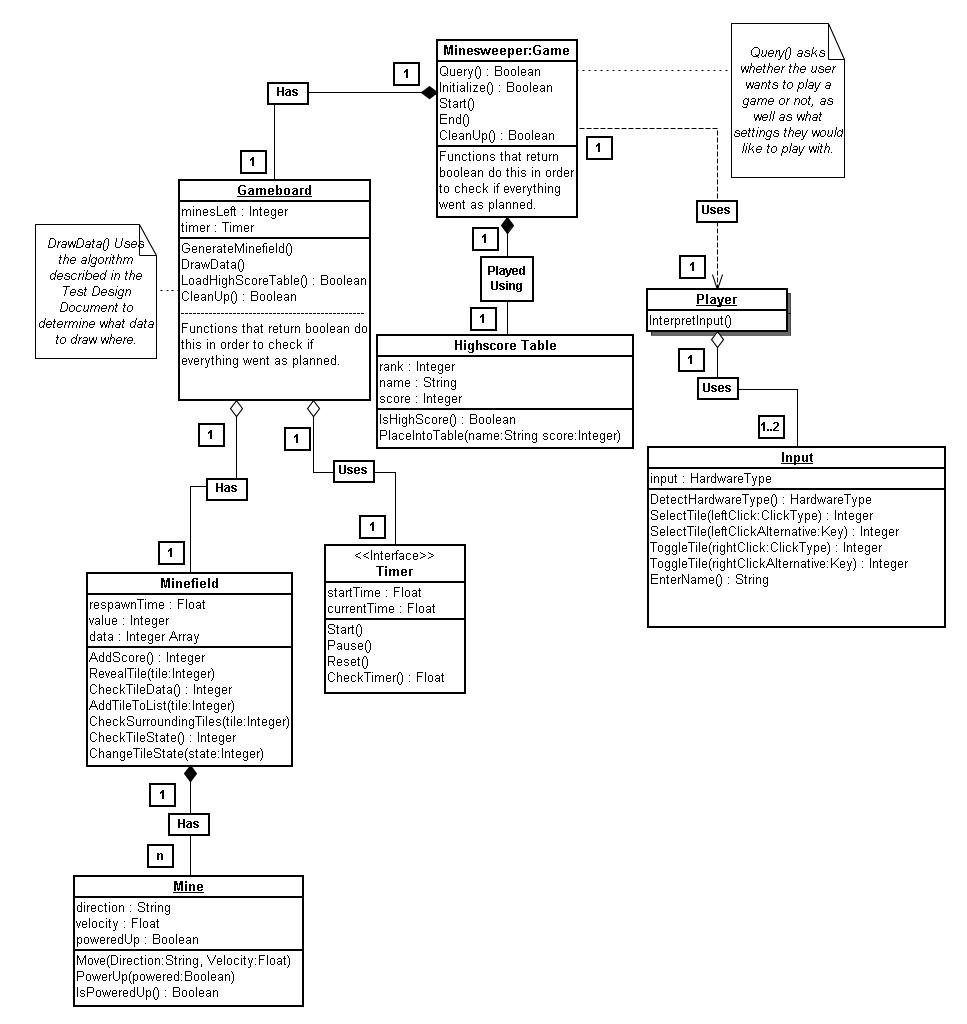 Minesweeper:Game
Query() : Boolean
Initialize() : Boolean
Start()
End()
CleanUp() : Boolean
Functions that return
boolean do this in order
to check if everything
went as planned.
Query() asks
whether the user
wants to play a
game or not, as
well as what
settings they would
like to play with.
1
Has
1
1
Uses
1
Gameboard
minesLeft : Integer
timer : Timer
GenerateMinefield()
DrawData()
LoadHighScoreTable() : Boolean
CleanUp() : Boolean
Functions that return boolean do
this in order to check if
everything went as planned.
DrawData() Uses
the algorithm
described in the
Test Design
Document to
determine what data
to draw where.
1
Played
Using
1
Highscore Table
rank : Integer
name : String
score : Integer
IsHighScore() : Boolean
PlaceIntoTable(name:String score:Integer)
Player
InterpretInput()
1
Uses
1..2
Input
input : HardwareType
DetectHardwareType() : HardwareType
SelectTile(leftClick:ClickType) : Integer
SelectTile(leftClickAlternative:Key) : Integer
ToggleTile(rightClick:ClickType) : Integer
ToggleTile(rightClickAlternative:Key) : Integer
EnterName() : String
1
Has
1
1
Uses
1
<<Interface>>
Timer
startTime : Float
currentTime : Float
Start()
Pause()
Reset()
CheckTimer() : Float
Minefield
respawnTime : Float
value : Integer
data : Integer Array
AddScore() : Integer
RevealTile(tile:Integer)
CheckTileData() : Integer
AddTileToList(tile:Integer)
CheckSurroundingTiles(tile:Integer)
CheckTileState() : Integer
ChangeTileState(state:Integer)
1
Has
n
Mine
direction : String
velocity : Float
poweredUp : Boolean
Move(Direction:String, Velocity:Float)
PowerUp(powered:Boolean)
IsPoweredUp() : Boolean